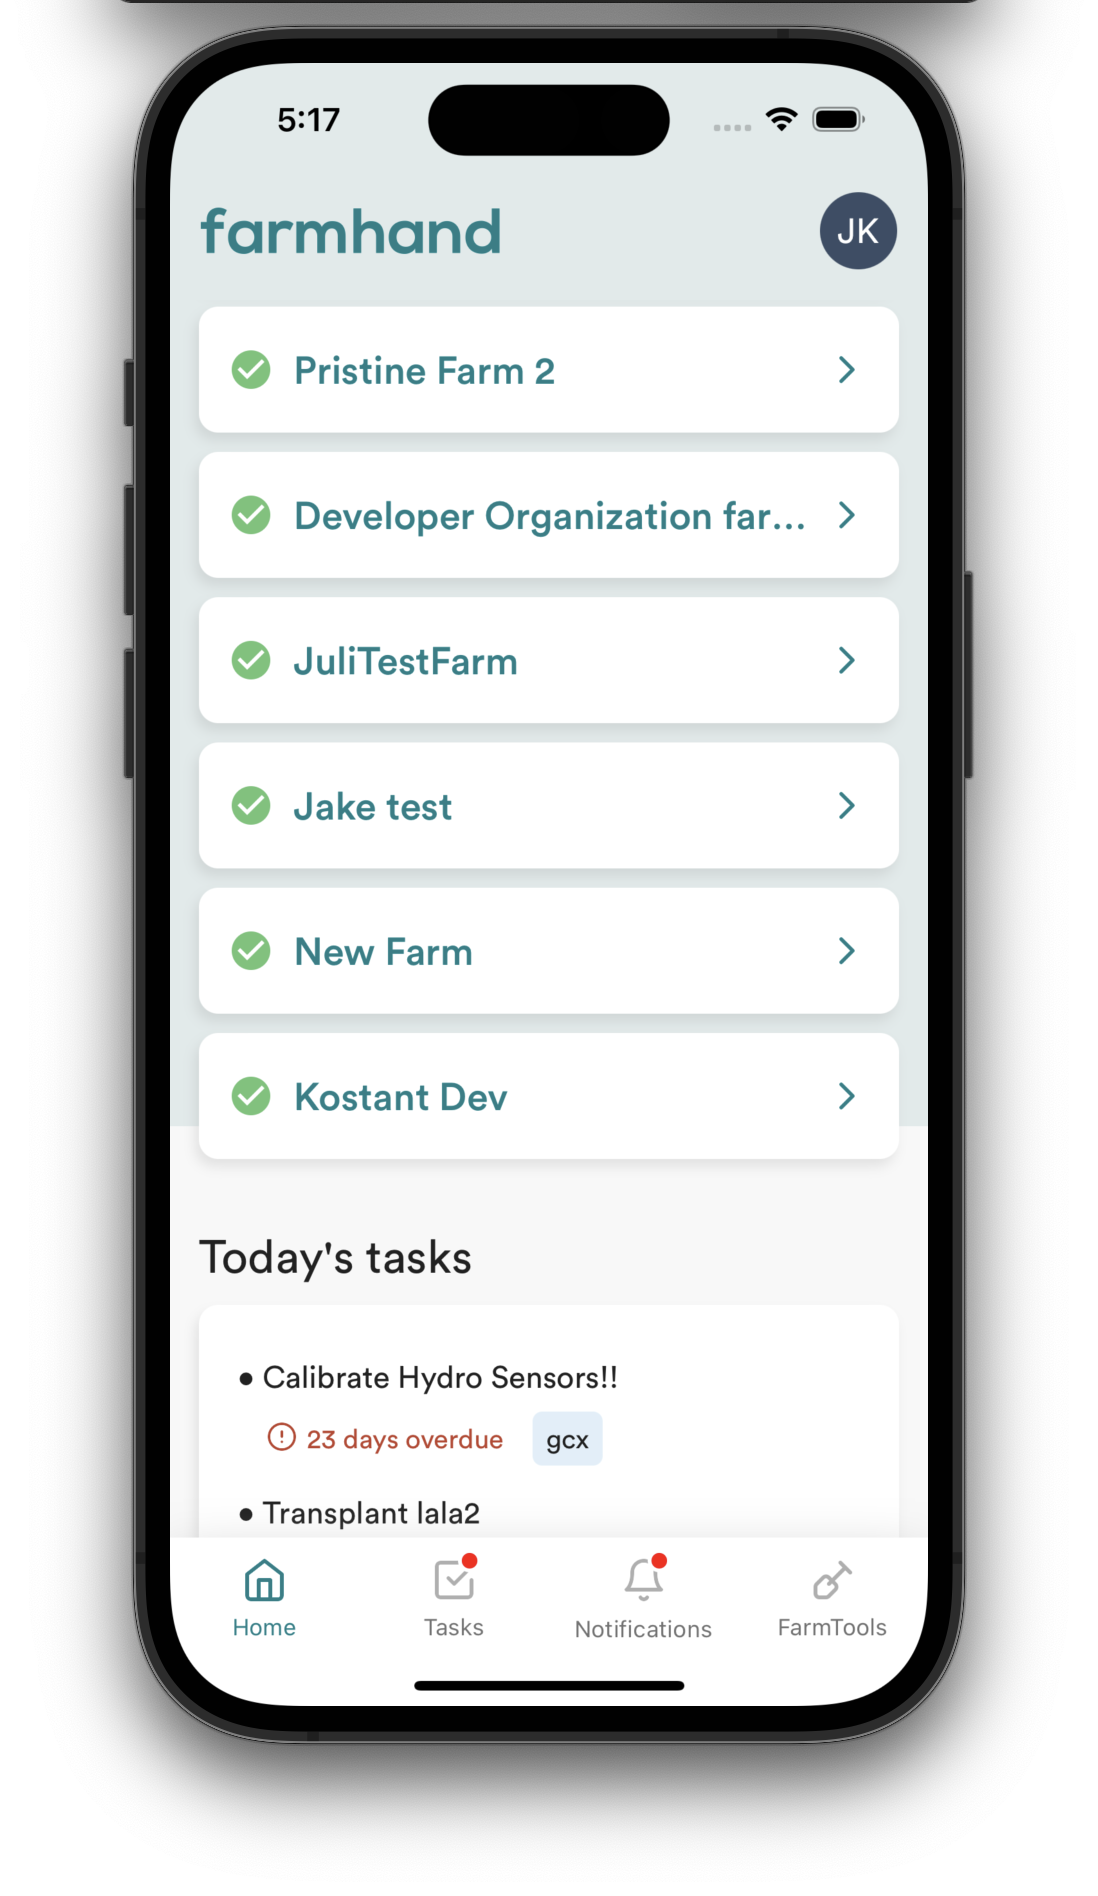 5:17
farmhand
JK
Pristine Farm 2
Developer Organization far...
JuliTestFarm
Jake test
New Farm
Kostant Dev
Today's tasks
• Calibrate Hydro Sensors!!
23 days overdue gcx
• Transplant lala2
Home Tasks Notifications FarmTools